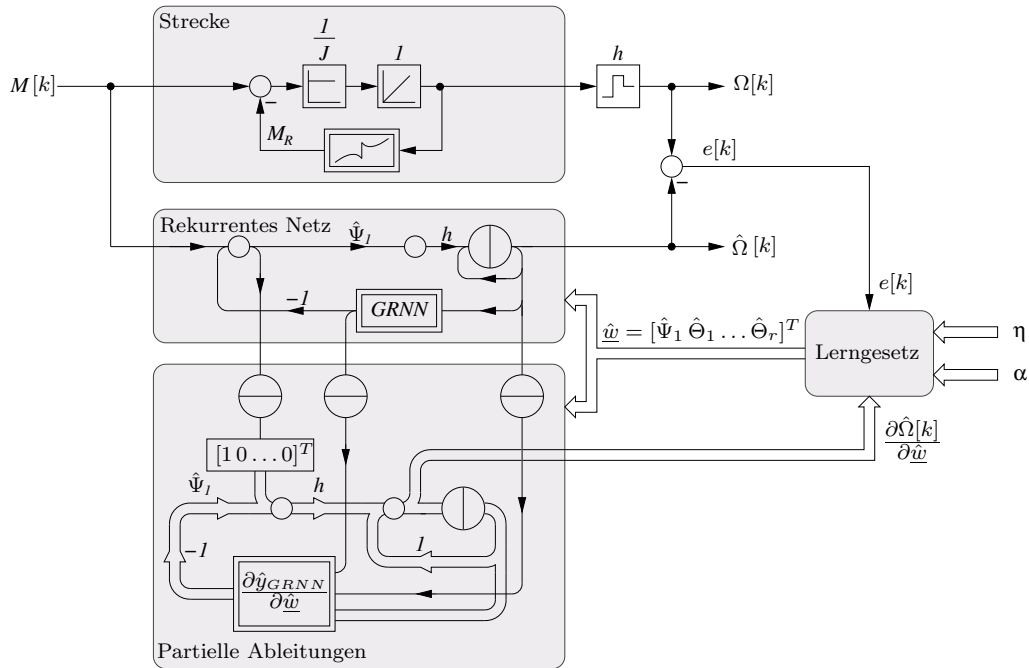 Strecke
1
J
1
h
M[k]
Ω[k]
−
M_R
e[k]
−
Rekurrentes Netz
Ψ̂_1
h
Ω̂[k]
−1
GRNN
e[k]
ŵ = [Ψ̂_1 Θ̂_1 … Θ̂_r]^T
Lerngesetz
η
α
[1 0 … 0]^T
∂Ω̂[k]
∂ŵ
Ψ̂_1
h
−1
1
∂ŷ_GRNN
∂ŵ
Partielle Ableitungen